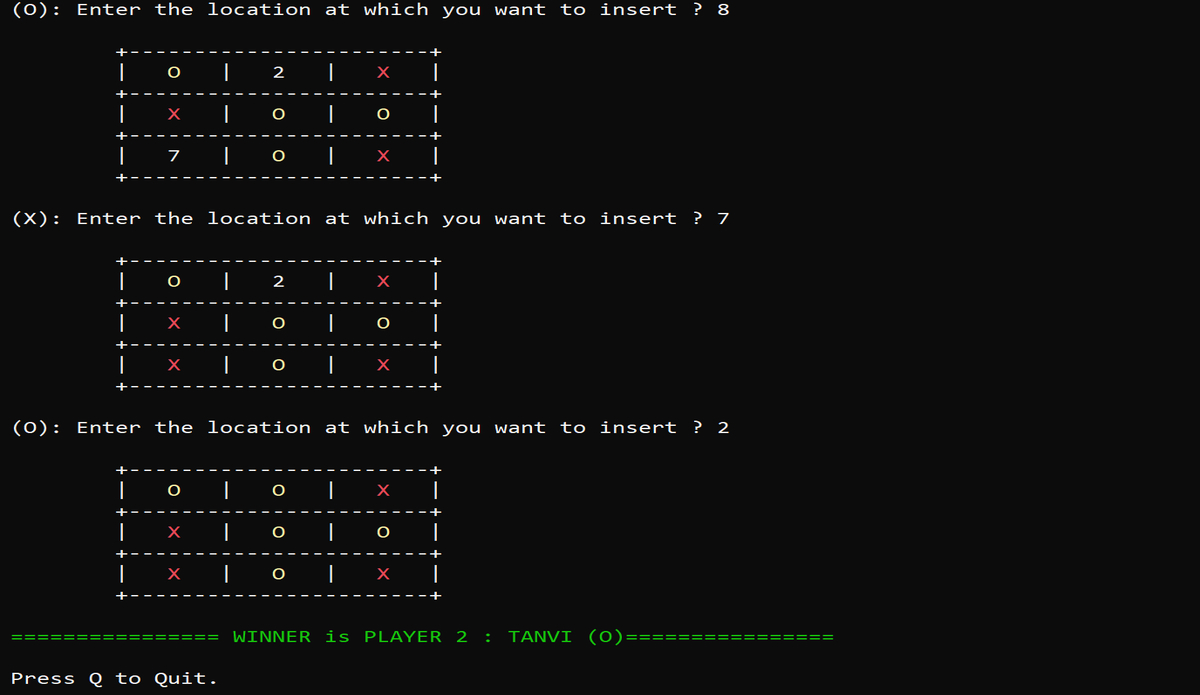 (O): Enter the location at which you want to insert ? 8
+-----------------------+
|   O   |   2   |   X   |
+-----------------------+
|   X   |   O   |   O   |
+-----------------------+
|   7   |   O   |   X   |
+-----------------------+
(X): Enter the location at which you want to insert ? 7
+-----------------------+
|   O   |   2   |   X   |
+-----------------------+
|   X   |   O   |   O   |
+-----------------------+
|   X   |   O   |   X   |
+-----------------------+
(O): Enter the location at which you want to insert ? 2
+-----------------------+
|   O   |   O   |   X   |
+-----------------------+
|   X   |   O   |   O   |
+-----------------------+
|   X   |   O   |   X   |
+-----------------------+
================ WINNER is PLAYER 2 : TANVI (O)================
Press Q to Quit.